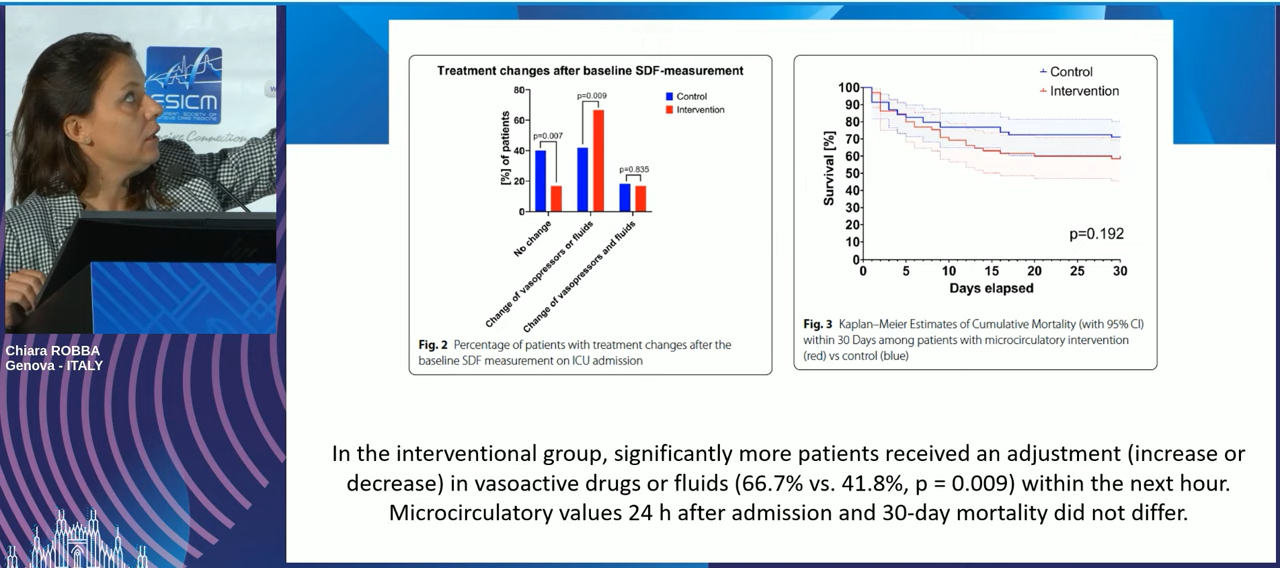 ESICM
Chiara ROBBA
Genova - ITALY
Treatment changes after baseline SDF-measurement
Control
Intervention
[%] of patients
80
60
40
20
0
p=0.007
p=0.009
p=0.835
No change
Change of vasopressors or fluids
Change of vasopressors and fluids
Fig. 2 Percentage of patients with treatment changes after the
baseline SDF measurement on ICU admission
Control
Intervention
Survival [%]
100
90
80
70
60
50
40
30
20
10
0
0 5 10 15 20 25 30
Days elapsed
p=0.192
Fig. 3 Kaplan–Meier Estimates of Cumulative Mortality (with 95% CI)
within 30 Days among patients with microcirculatory intervention
(red) vs control (blue)
In the interventional group, significantly more patients received an adjustment (increase or
decrease) in vasoactive drugs or fluids (66.7% vs. 41.8%, p = 0.009) within the next hour.
Microcirculatory values 24 h after admission and 30-day mortality did not differ.